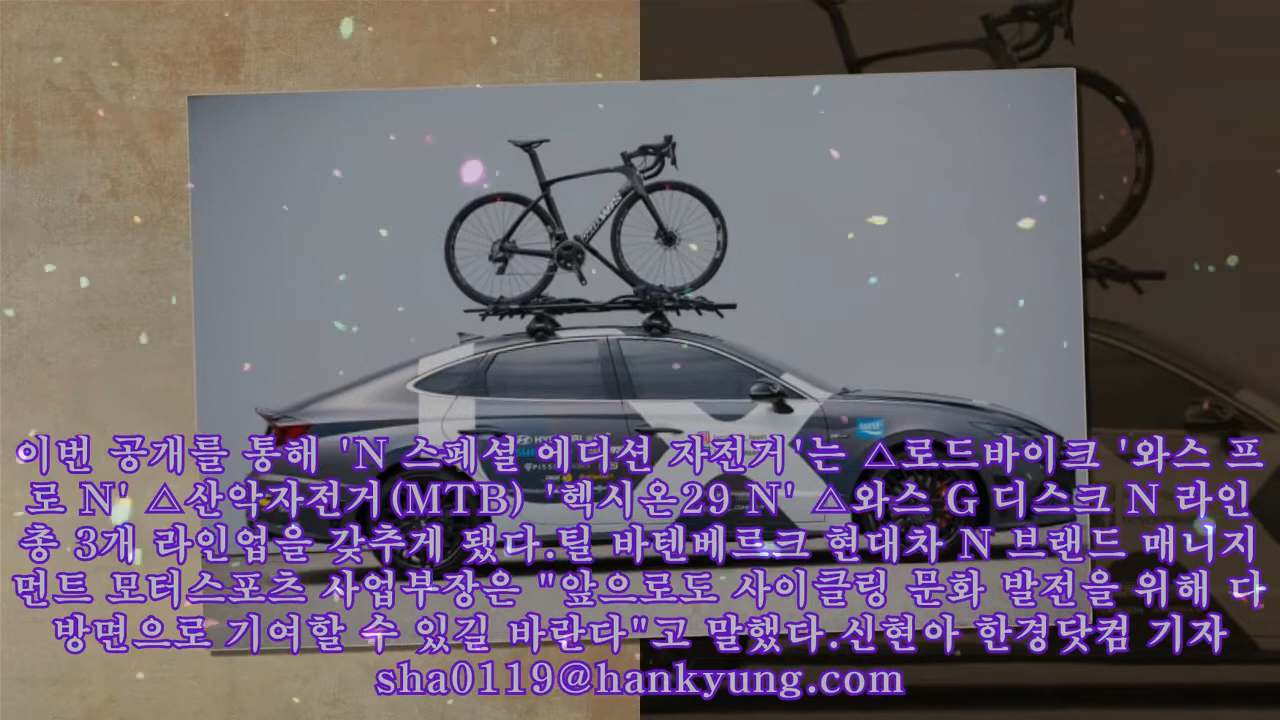 이번 공개를 통해 'N 스페셜 에디션 자전거'는 △로드바이크 '와스 프
로 N' △산악자전거(MTB) '헥시온29 N' △와스 G 디스크 N 라인
총 3개 라인업을 갖추게 됐다.틸 바텐베르크 현대차 N 브랜드 매니지
먼트 모터스포츠 사업부장은 "앞으로도 사이클링 문화 발전을 위해 다
방면으로 기여할 수 있길 바란다"고 말했다.신현아 한경닷컴 기자
sha0119@hankyung.com